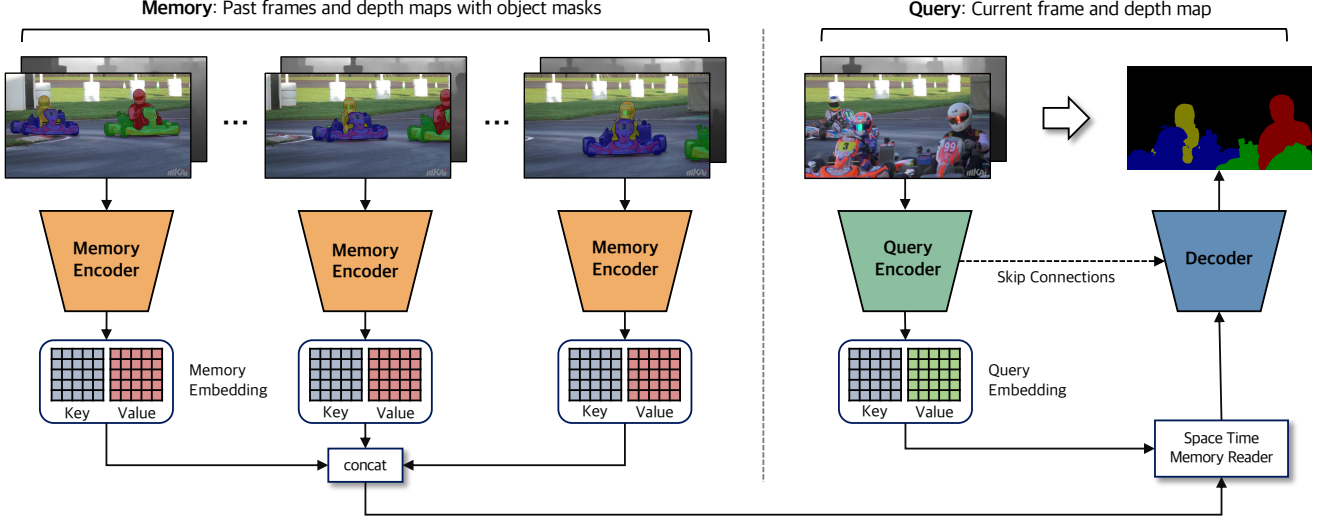 Memory: Past frames and depth maps with object masks
Query: Current frame and depth map
...
...
3
99
Memory
Encoder
Memory
Encoder
Memory
Encoder
Query
Encoder
Skip Connections
Decoder
Key Value
Memory
Embedding
Key Value
Key Value
Key Value
Query
Embedding
concat
Space Time
Memory Reader